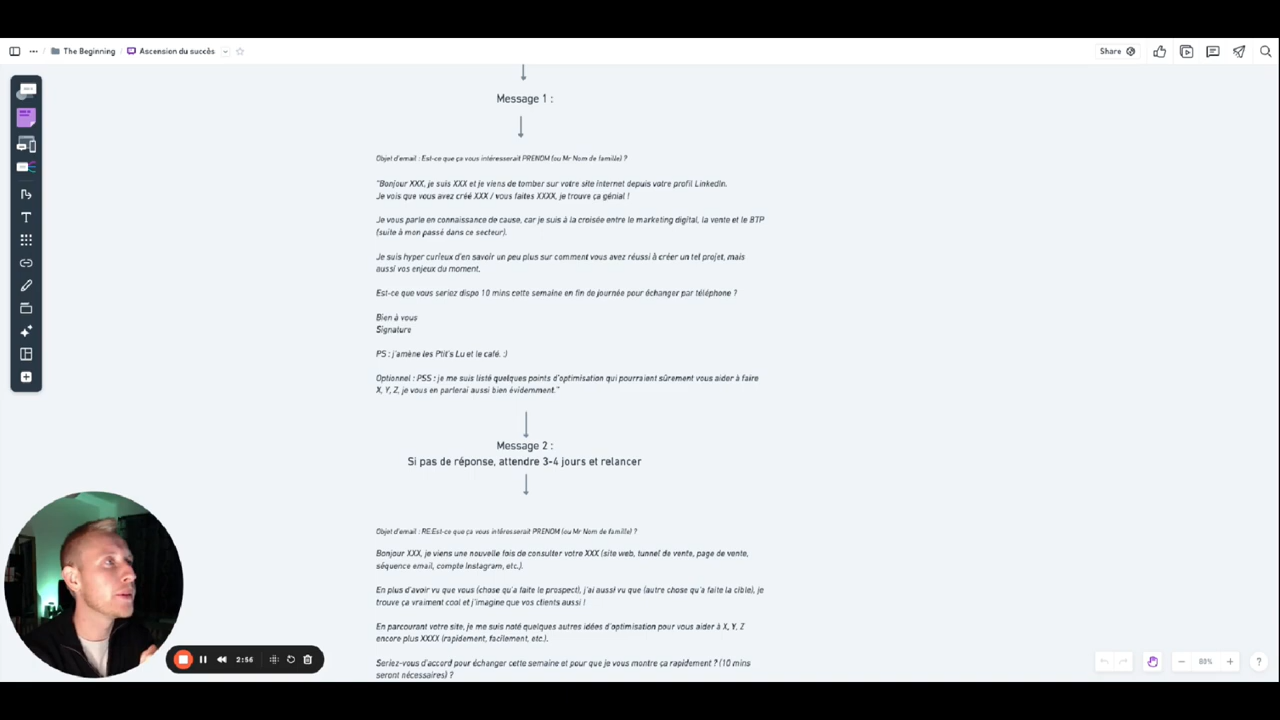 The Beginning / Ascension du succès
Share
Message 1 :
Objet d'email : Est-ce que ça vous intéresserait PRENOM (ou Mr Nom de famille) ?
"Bonjour XXX, je suis XXX et je viens de tomber sur votre site internet depuis votre profil LinkedIn.
Je vois que vous avez créé XXX / vous faites XXXX, je trouve ça génial !
Je vous parle en connaissance de cause, car je suis à la croisée entre le marketing digital, la vente et le BTP
(suite à mon passé dans ce secteur).
Je suis hyper curieux d'en savoir un peu plus sur comment vous avez réussi à créer un tel projet, mais
aussi vos enjeux du moment.
Est-ce que vous seriez dispo 10 mins cette semaine en fin de journée pour échanger par téléphone ?
Bien à vous
Signature
PS : j'amène les Ptit's Lu et le café. ;)
Optionnel : PSS : je me suis listé quelques points d'optimisation qui pourraient sûrement vous aider à faire
X, Y, Z, je vous en parlerai aussi bien évidemment."
Message 2 :
Si pas de réponse, attendre 3-4 jours et relancer
Objet d'email : RE:Est-ce que ça vous intéresserait PRENOM (ou Mr Nom de famille) ?
Bonjour XXX, je viens une nouvelle fois de consulter votre XXX (site web, tunnel de vente, page de vente,
séquence email, compte Instagram, etc.).
En plus d'avoir vu que vous (chose qu'a faite le prospect), j'ai aussi vu que (autre chose qu'a faite la cible), je
trouve ça vraiment cool et j'imagine que vos clients aussi !
En parcourant votre site, je me suis noté quelques autres idées d'optimisation pour vous aider à X, Y, Z
encore plus XXXX (rapidement, facilement, etc.).
Seriez-vous d'accord pour échanger cette semaine et pour que je vous montre ça rapidement ? (10 mins
seront nécessaires) ?
2:56
80%